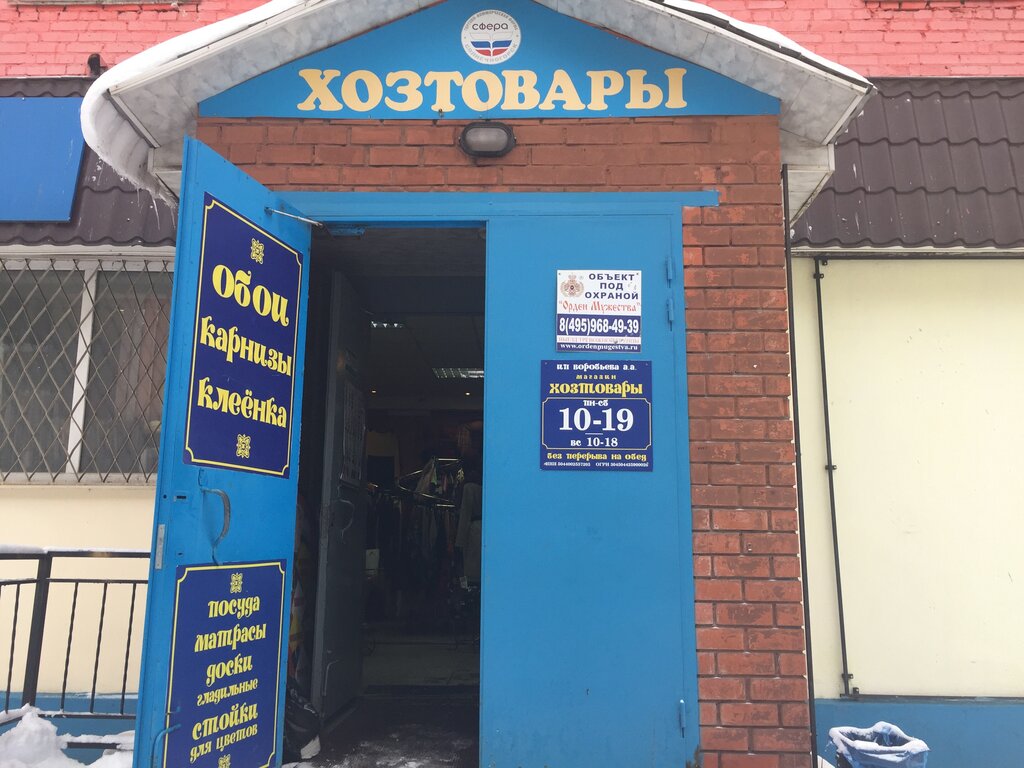 сфера
ХОЗТОВАРЫ
Обои
карнизы
клеёнка
посуда
матрасы
доски
гладильные
стойки
для цветов
ОБЪЕКТ
ПОД
ОХРАНОЙ
"Орден Мужества"
8(495)968-49-39
www.ordenmugestva.ru
ИП ВОРОБЬЕВА А.А.
магазин
ХОЗТОВАРЫ
пн-сб
10-19
вс 10-18
без перерыва на обед